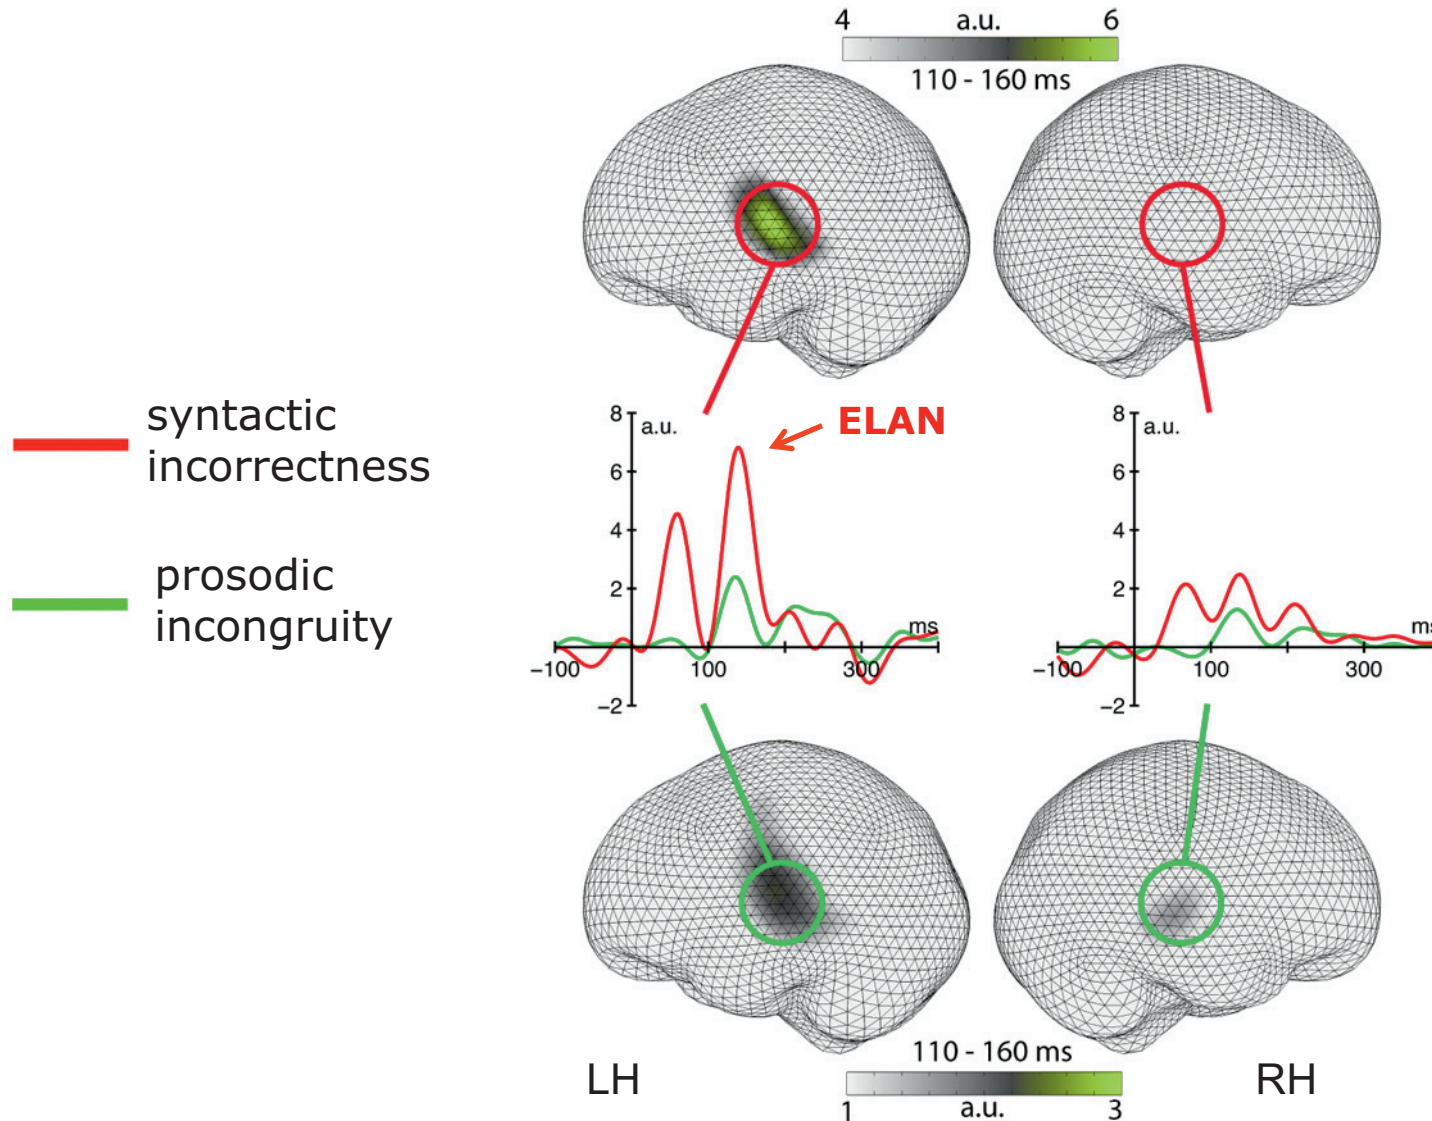 4 a.u. 6
110 - 160 ms
syntactic
incorrectness
prosodic
incongruity
8
a.u.
ELAN
6
4
2
ms
−100 100 300
−2
8
a.u.
6
4
2
ms
−100 100 300
−2
LH
110 - 160 ms
1 a.u. 3
RH